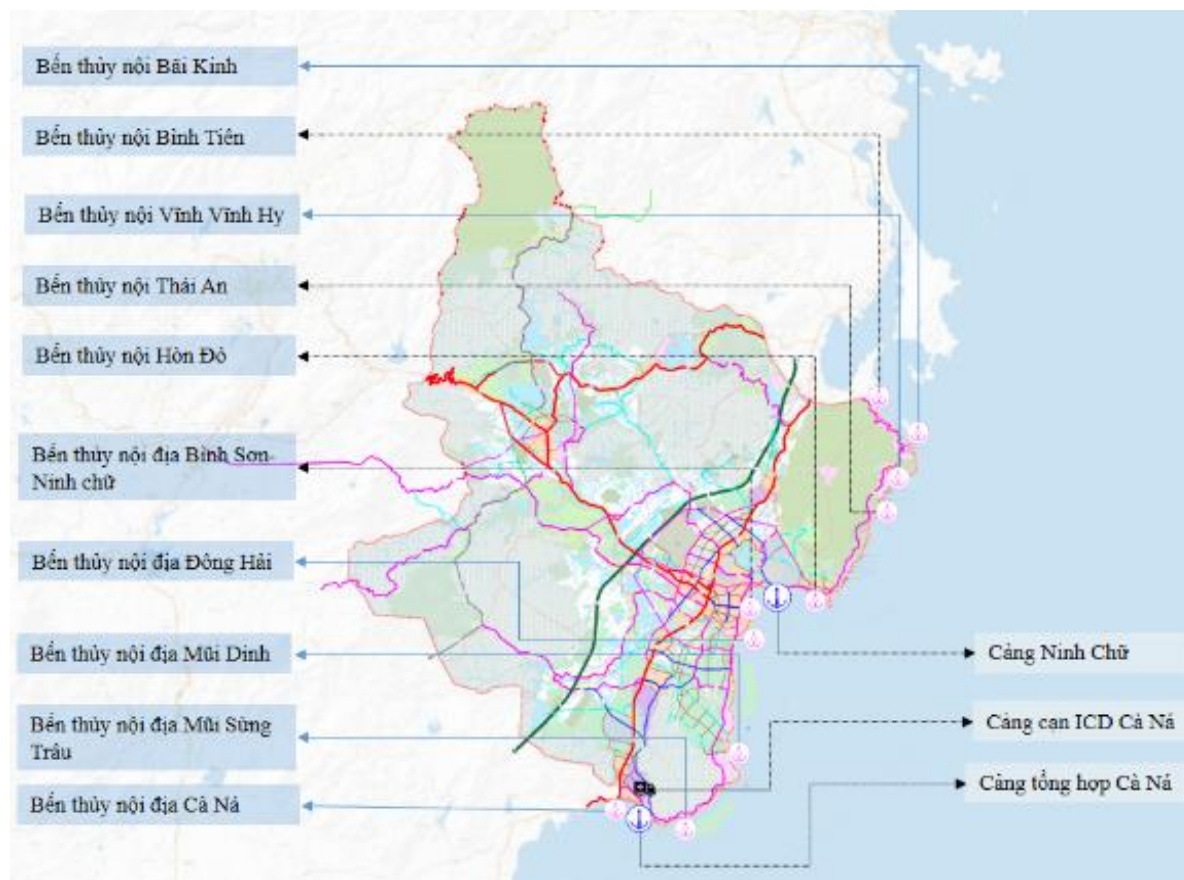 Bến thủy nội Bãi Kinh
Bến thủy nội Bình Tiên
Bến thủy nội Vĩnh Vĩnh Hy
Bến thủy nội Thái An
Bến thủy nội Hòn Đỏ
Bến thủy nội địa Bình Sơn-
Ninh chữ
Bến thủy nội địa Đông Hải
Bến thủy nội địa Mũi Dinh
Bến thủy nội địa Mũi Sừng
Trâu
Bến thủy nội địa Cà Ná
Cảng Ninh Chữ
Cảng cạn ICD Cà Ná
Cảng tổng hợp Cà Ná